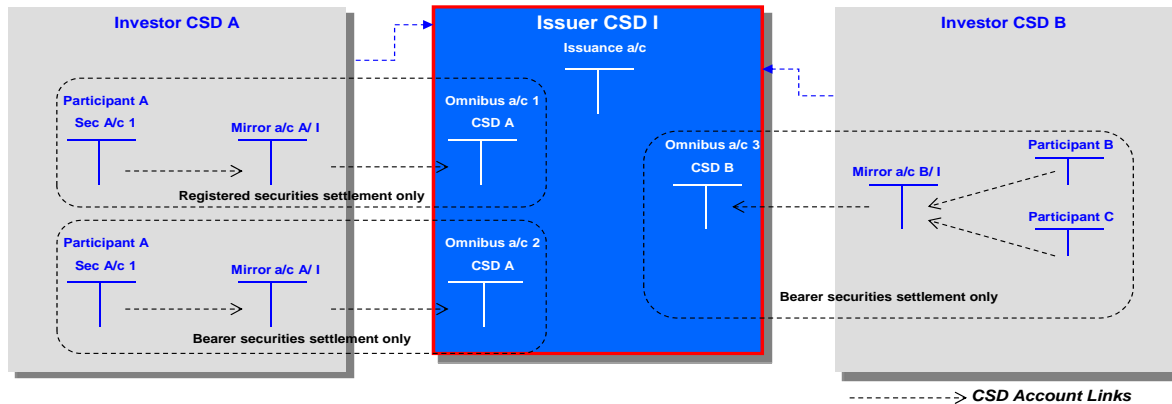 Investor CSD A
Issuer CSD I
Investor CSD B
Issuance a/c
Participant A
Sec A/c 1
Mirror a/c A/ I
Omnibus a/c 1
CSD A
Registered securities settlement only
Participant A
Sec A/c 1
Mirror a/c A/ I
Omnibus a/c 2
CSD A
Bearer securities settlement only
Omnibus a/c 3
CSD B
Mirror a/c B/ I
Participant B
Participant C
Bearer securities settlement only
CSD Account Links